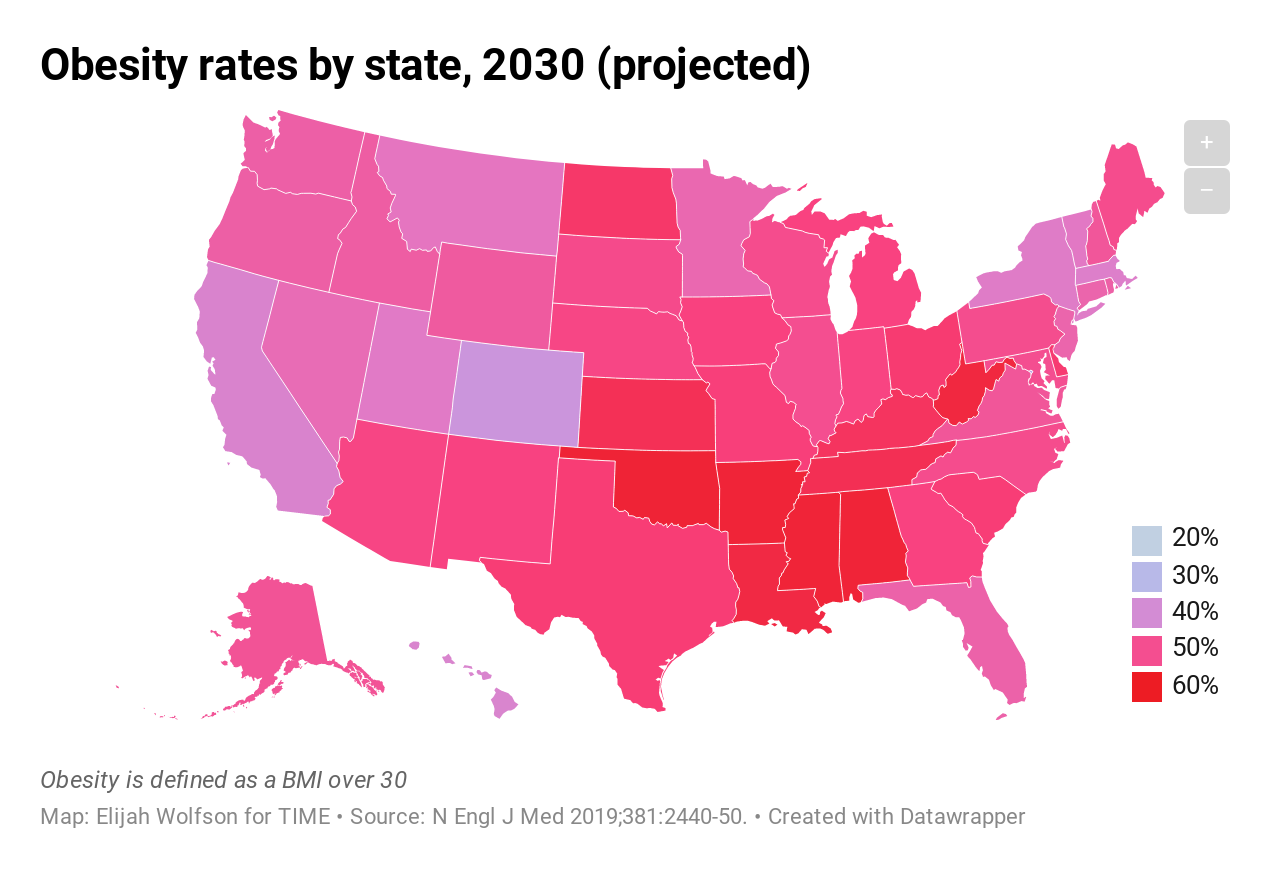 Obesity rates by state, 2030 (projected)
+
−
20%
30%
40%
50%
60%
Obesity is defined as a BMI over 30
Map: Elijah Wolfson for TIME • Source: N Engl J Med 2019;381:2440-50. • Created with Datawrapper